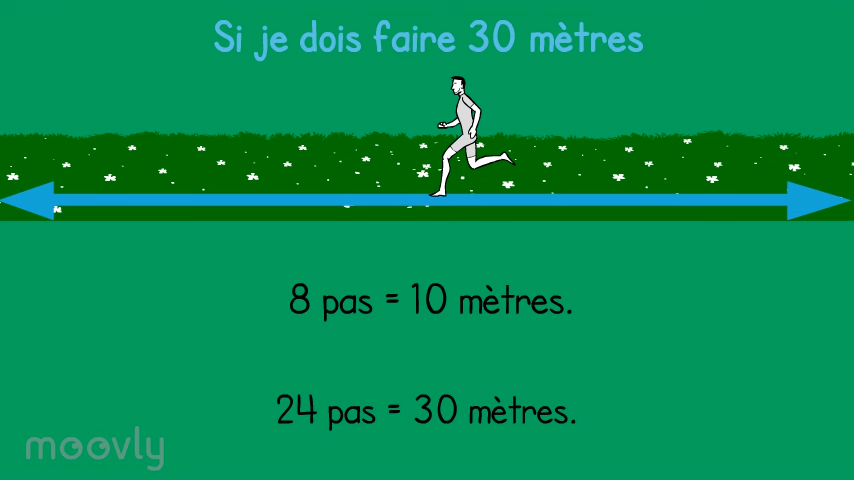 Si je dois faire 30 mètres
8 pas = 10 mètres.
24 pas = 30 mètres.
moovly